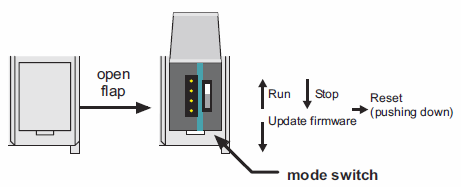 open
flap
Run
Stop
Reset
(pushing down)
Update firmware
mode switch